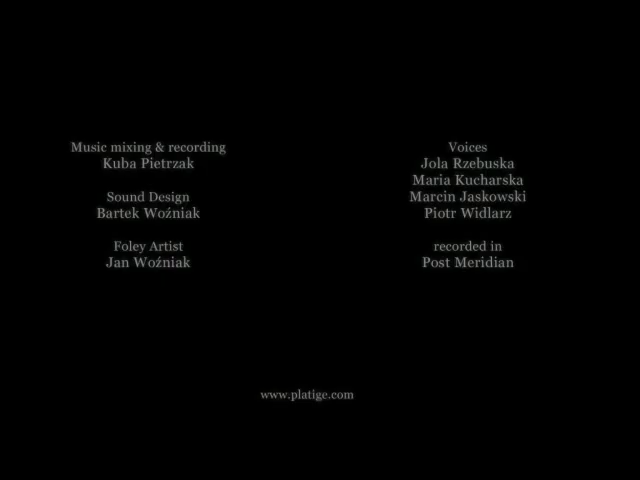 Music mixing & recording
Kuba Pietrzak
Sound Design
Bartek Woźniak
Foley Artist
Jan Woźniak
Voices
Jola Rzebuska
Maria Kucharska
Marcin Jaskowski
Piotr Widlarz
recorded in
Post Meridian
www.platige.com